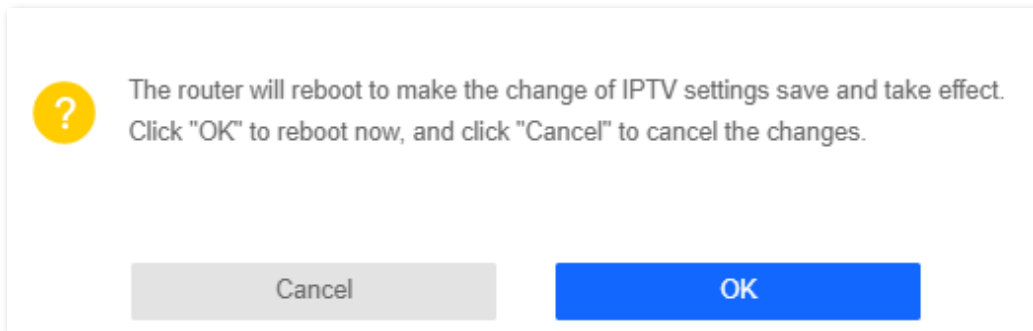 ?
The router will reboot to make the change of IPTV settings save and take effect.
Click "OK" to reboot now, and click "Cancel" to cancel the changes.
Cancel
OK